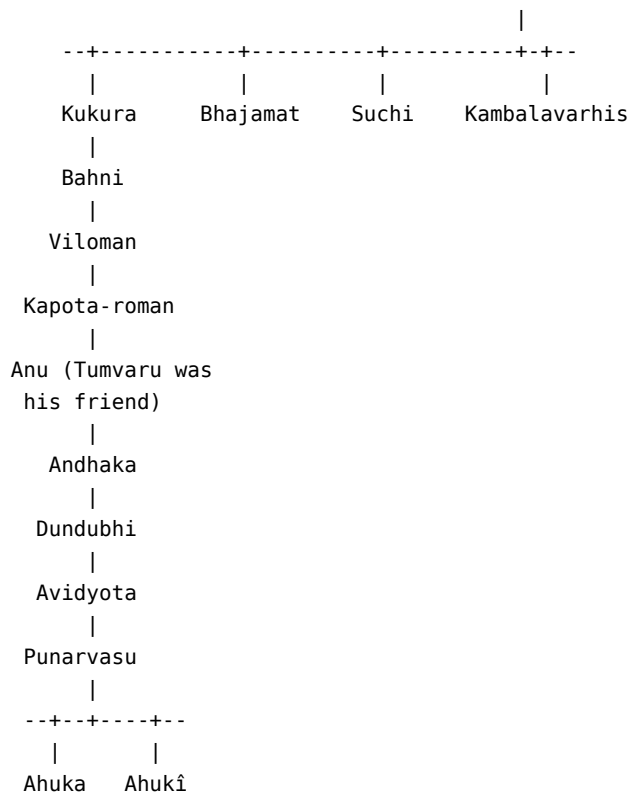 Kukura Bhajamat Suchi Kambalavarhis
Bahni
Viloman
Kapota-roman
Anu (Tumvaru was
his friend)
Andhaka
Dundubhi
Avidyota
Punarvasu
Ahuka Ahukî